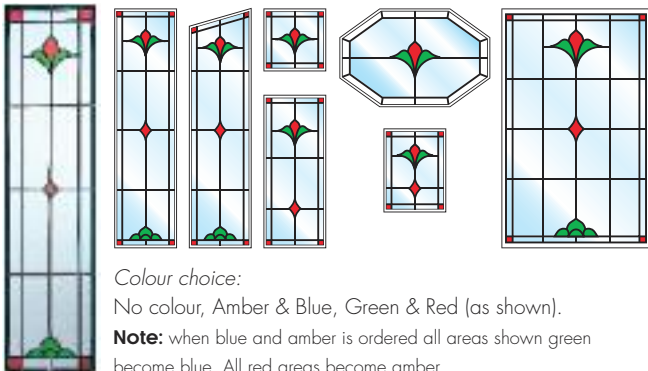 Colour choice:
No colour, Amber & Blue, Green & Red (as shown).
Note: when blue and amber is ordered all areas shown green
become blue. All red areas become amber